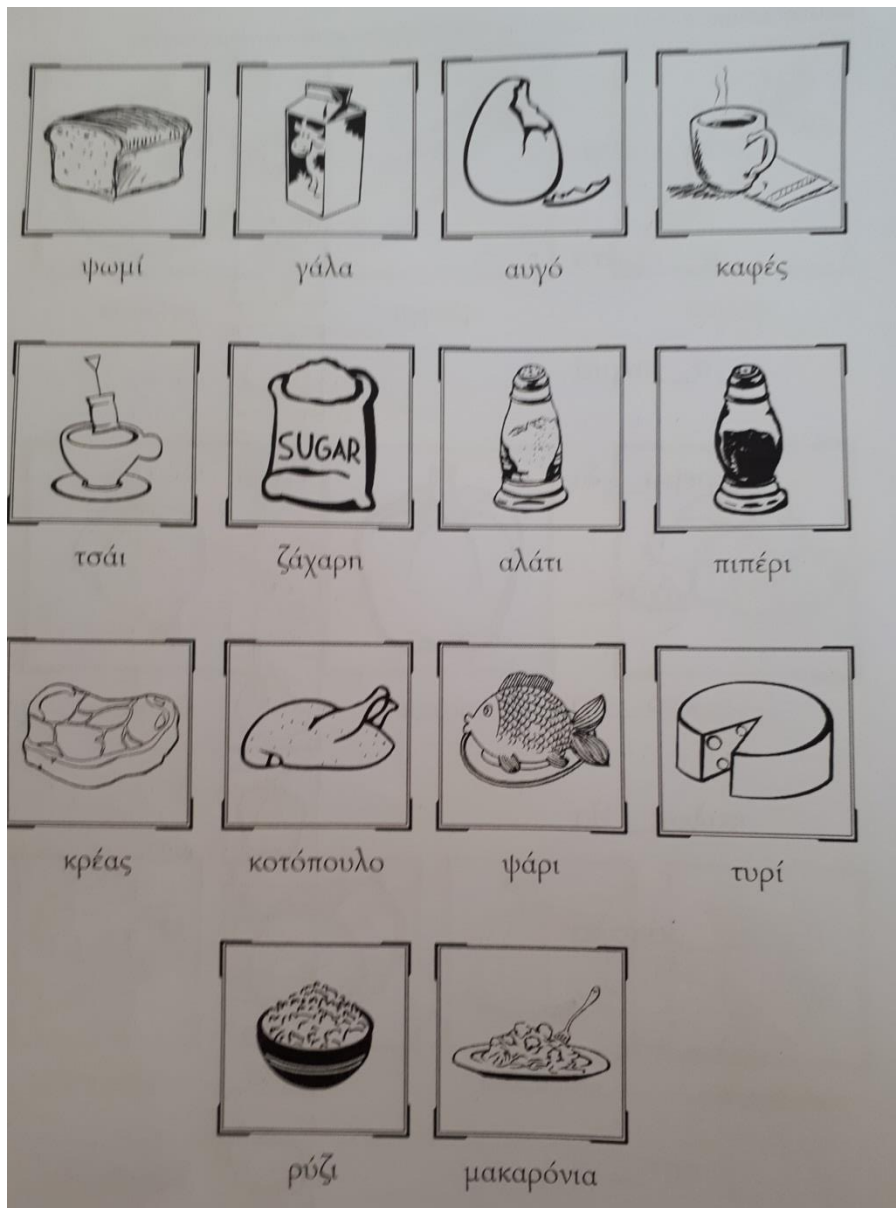 ψωμί γάλα αυγό καφές
SUGAR
τσάι ζάχαρη αλάτι πιπέρι
κρέας κοτόπουλο ψάρι τυρί
ρύζι μακαρόνια